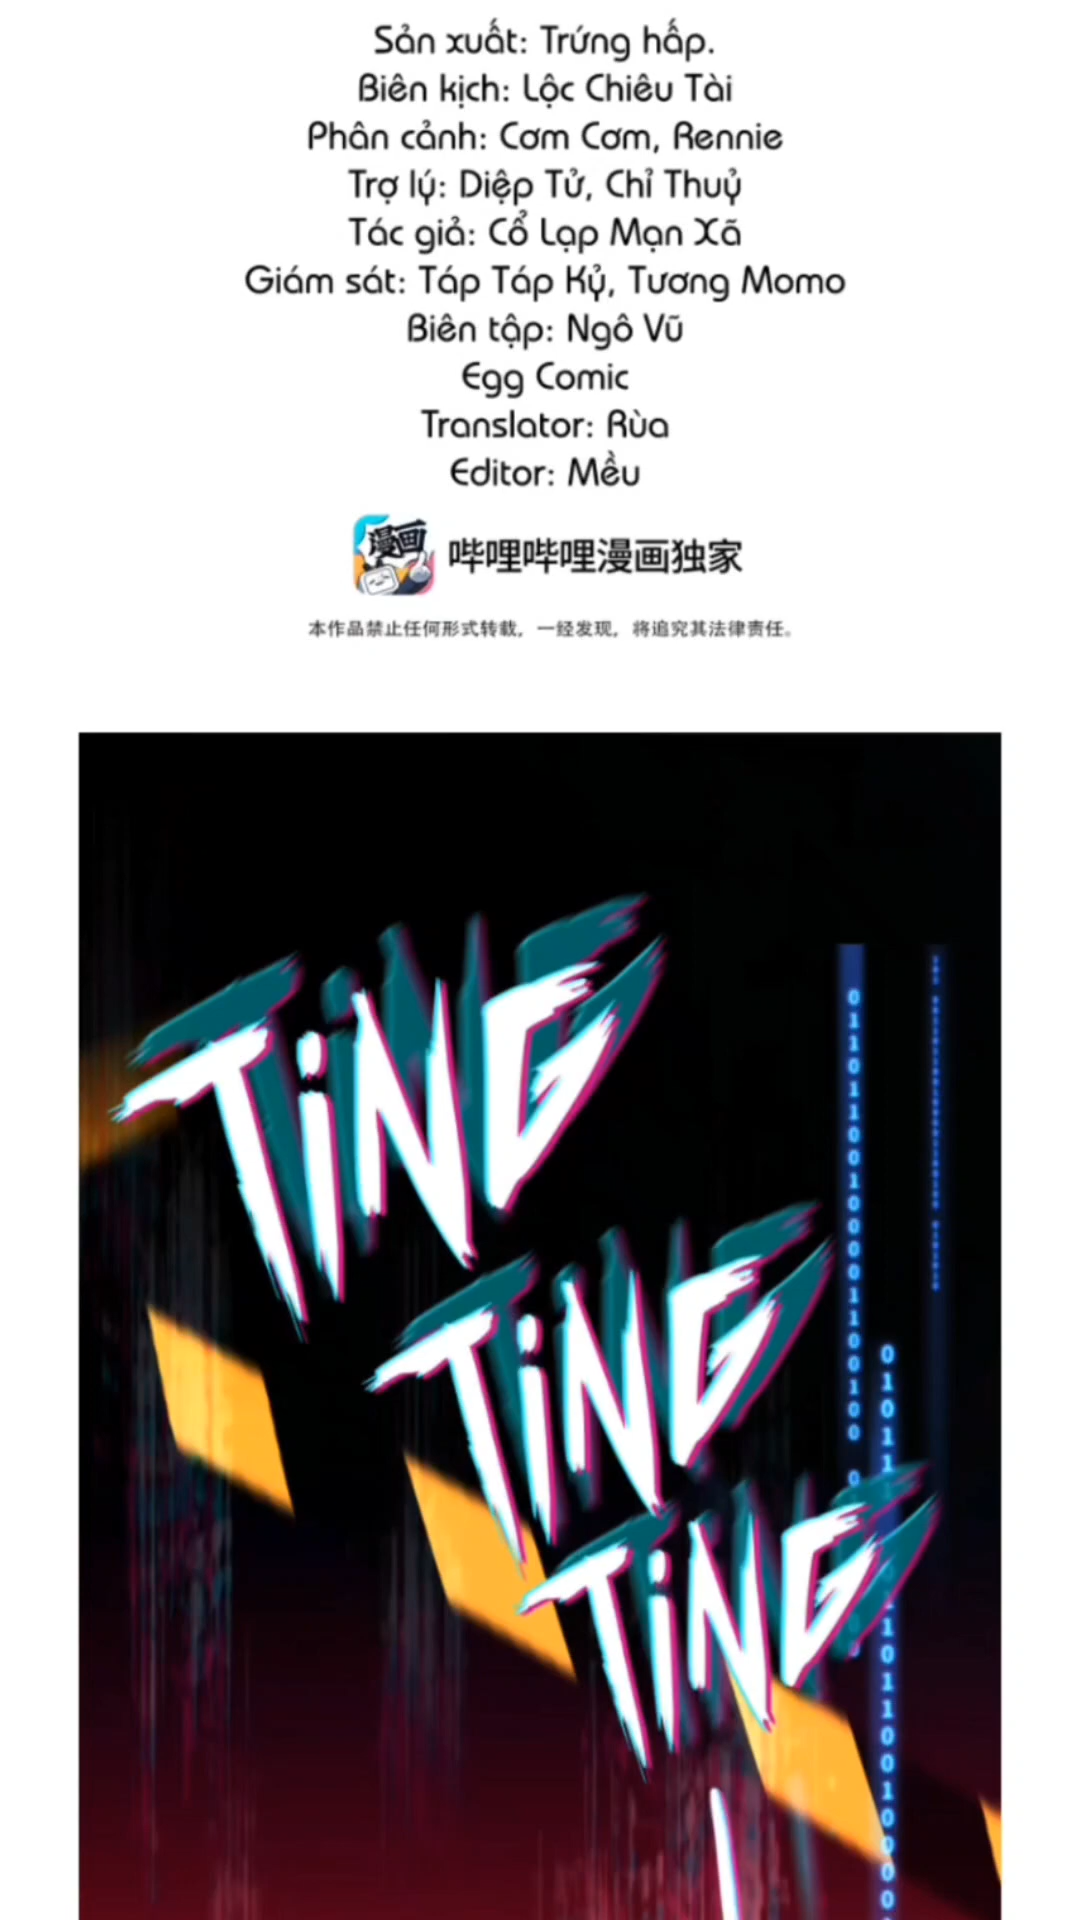 Sản xuất: Trứng hấp.
Biên kịch: Lộc Chiêu Tài
Phân cảnh: Cơm Cơm, Rennie
Trợ lý: Diệp Tử, Chỉ Thuỷ
Tác giả: Cổ Lạp Mạn Xã
Giám sát: Táp Táp Kỷ, Tương Momo
Biên tập: Ngô Vũ
Egg Comic
Translator: Rùa
Editor: Mều
漫画
哔哩哔哩漫画独家
本作品禁止任何形式转载，一经发现，将追究其法律责任。
TiNG
TiNG
TiNG